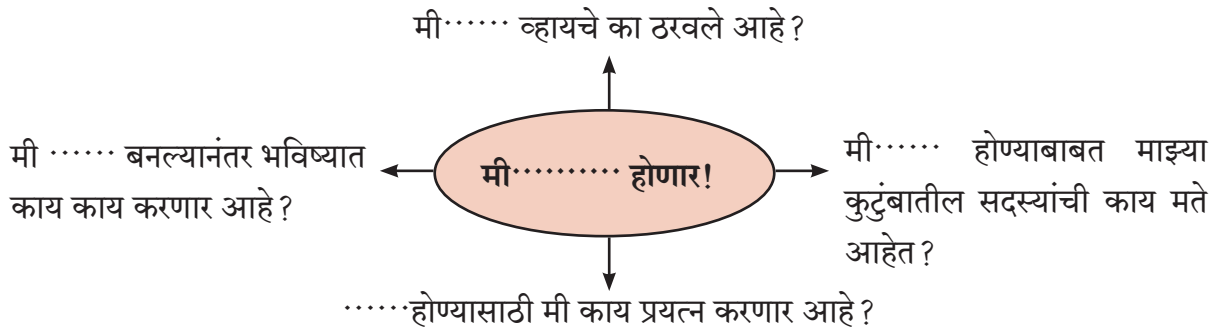 मी...... व्हायचे का ठरवले आहे?
मी ...... बनल्यानंतर भविष्यात
काय काय करणार आहे?
मी.......... होणार!
मी...... होण्याबाबत माझ्या
कुटुंबातील सदस्यांची काय मते
आहेत?
......होण्यासाठी मी काय प्रयत्न करणार आहे?